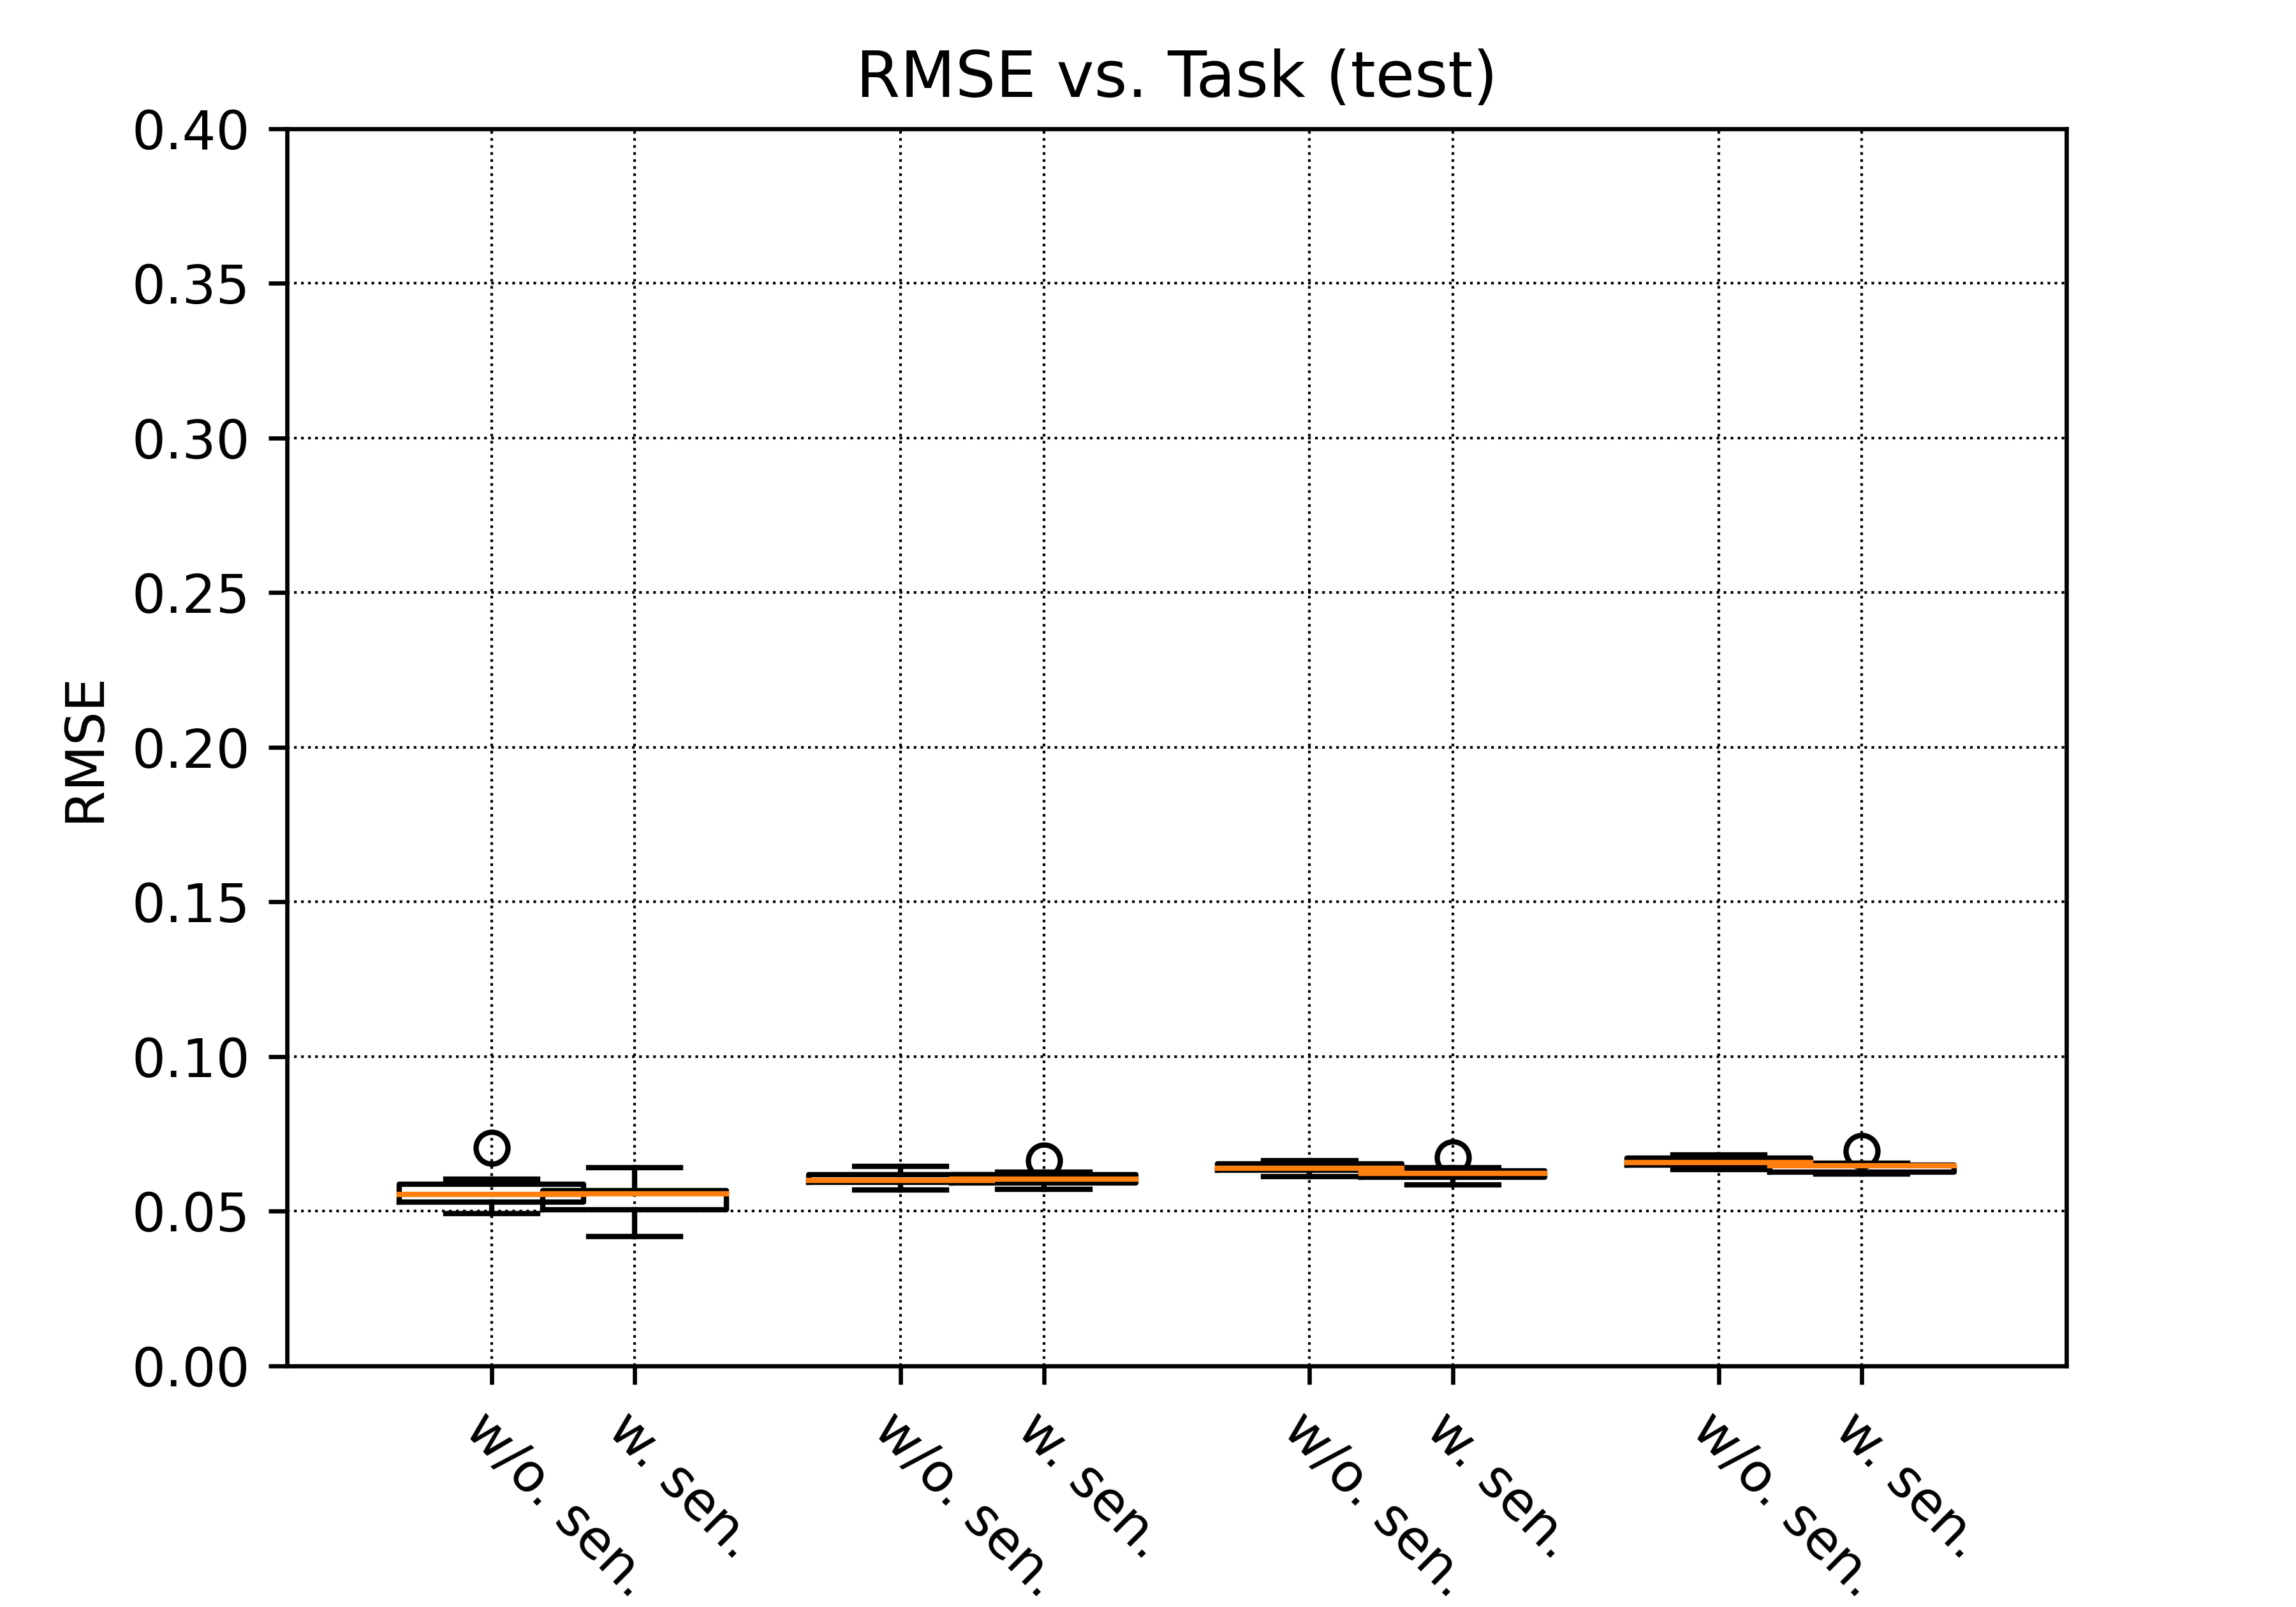 RMSE vs. Task (test)
0.40
0.35
0.30
0.25
0.20
0.15
0.10
0.05
0.00
RMSE
w/o. sen.
w. sen.
w/o. sen.
w. sen.
w/o. sen.
w. sen.
w/o. sen.
w. sen.